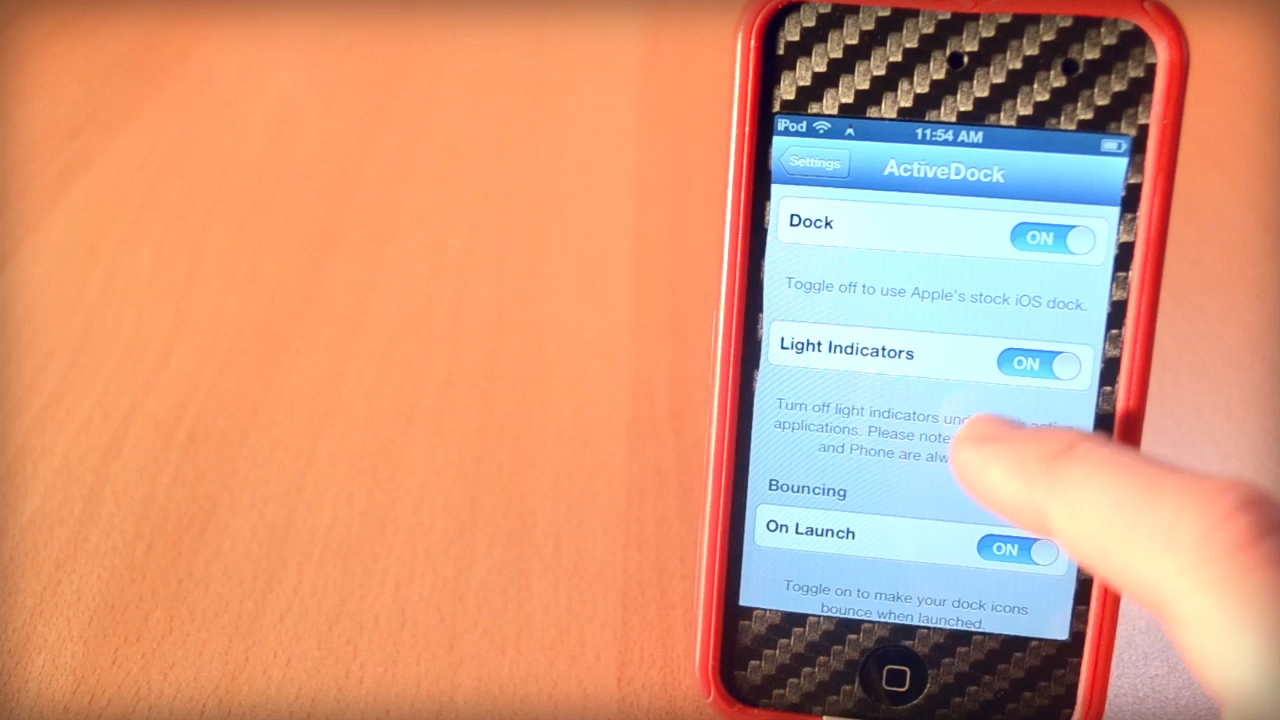 iPod 11:54 AM
Settings ActiveDock
Dock ON
Toggle off to use Apple's stock iOS dock.
Light Indicators ON
Turn off light indicators active
applications. Please note
and Phone are
Bouncing
On Launch ON
Toggle on to make your dock icons
bounce when launched.